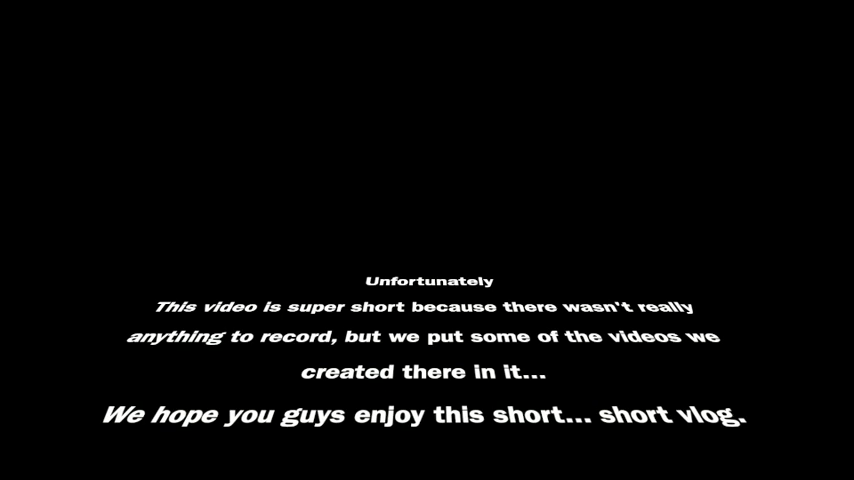 Unfortunately
This video is super short because there wasn't really
anything to record, but we put some of the videos we
created there in it...
We hope you guys enjoy this short... short vlog.